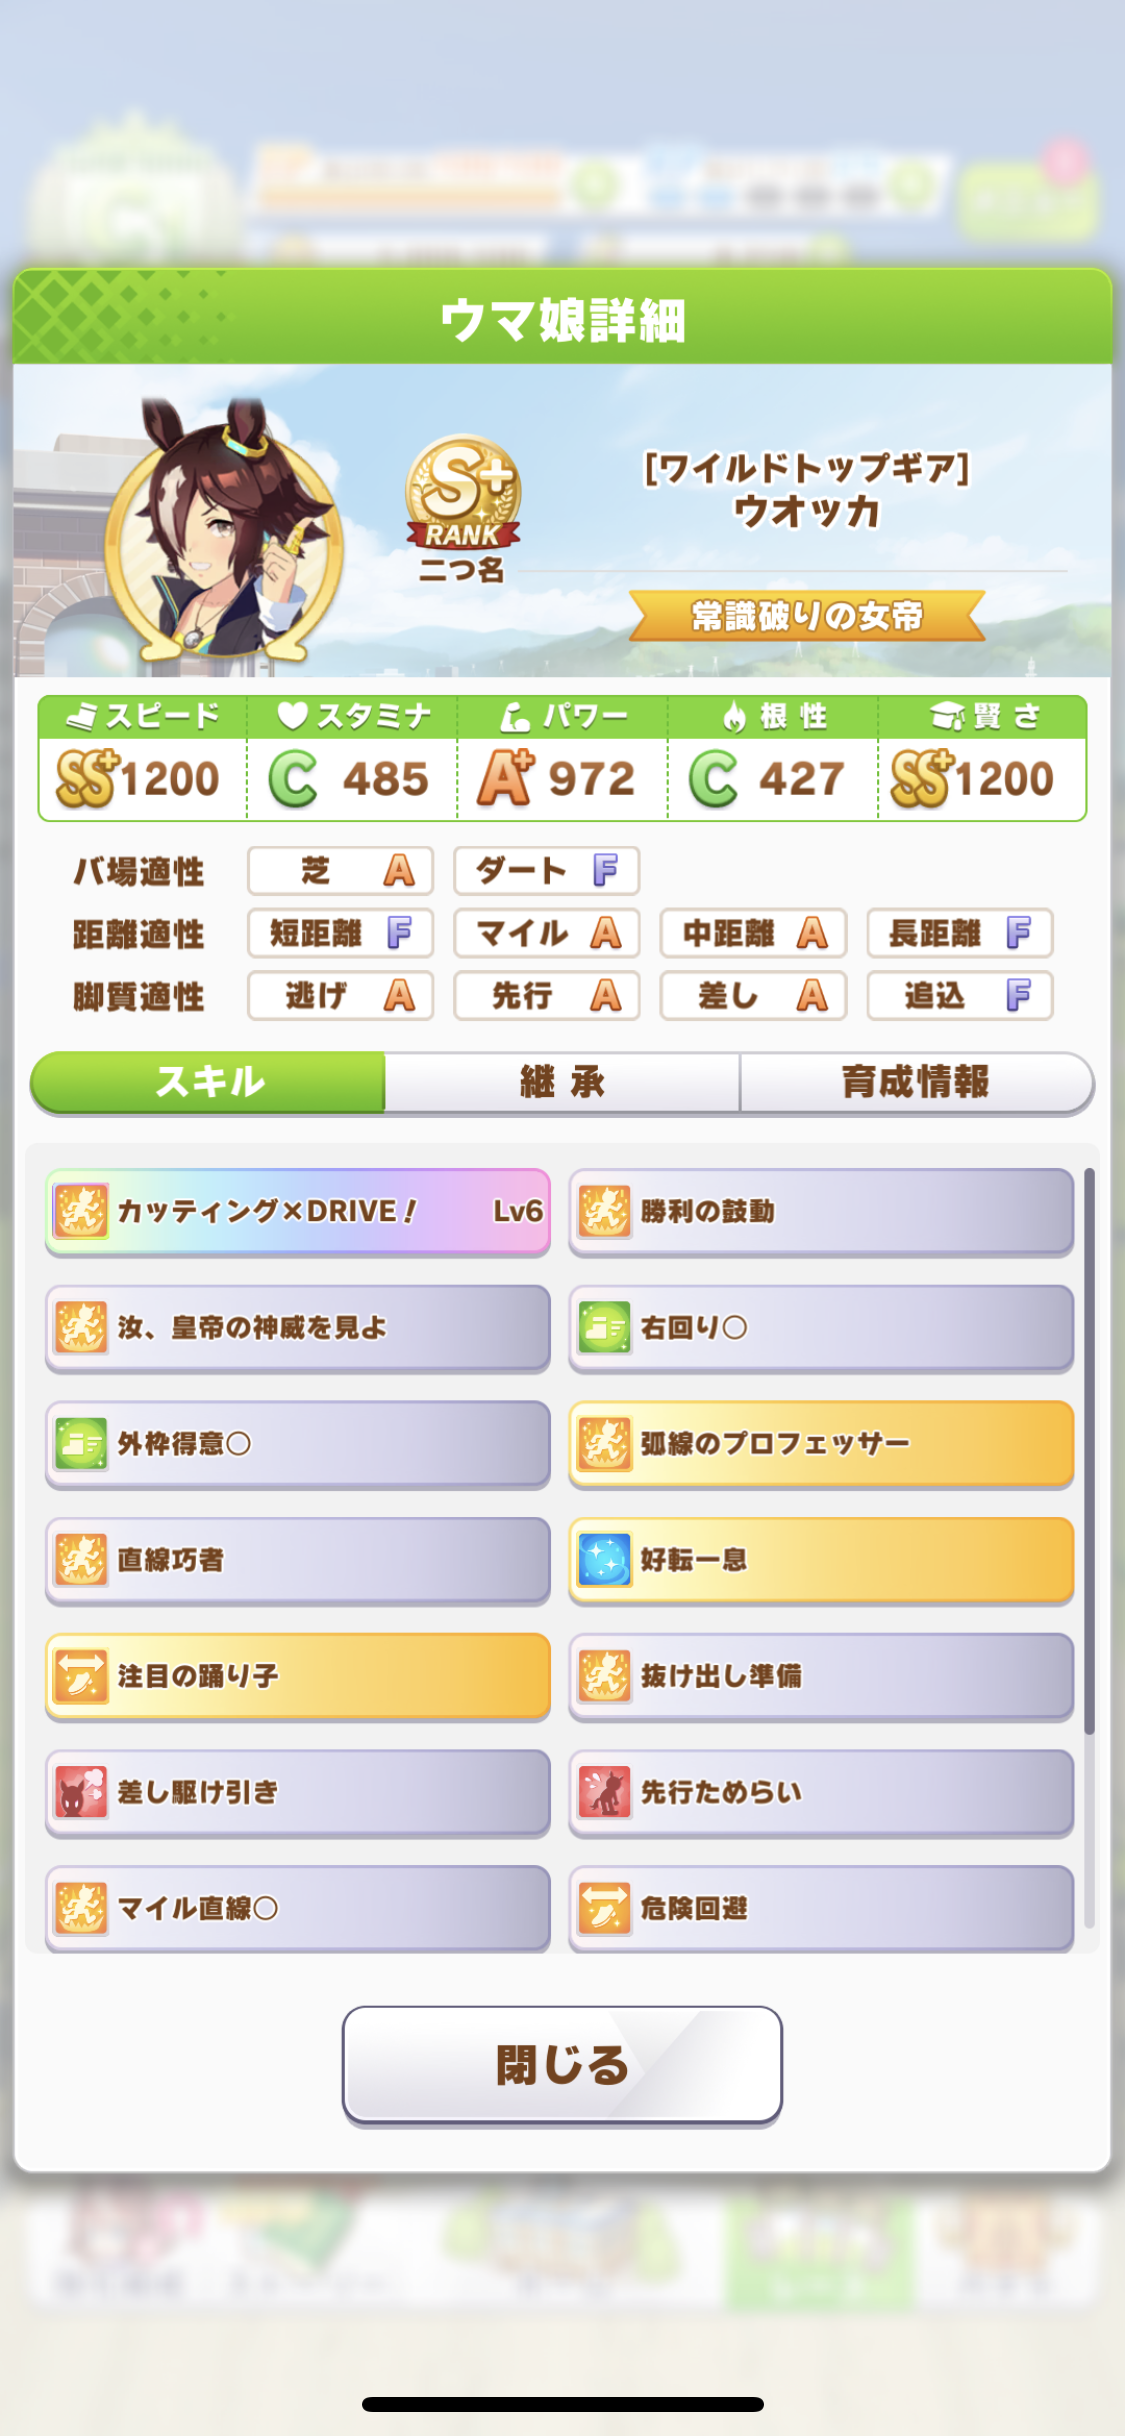 ウマ娘詳細
[ワイルドトップギア]
ウオッカ
S+
RANK
二つ名
常識破りの女帝
スピード スタミナ パワー 根性 賢さ
SS+ 1200 C 485 A+ 972 C 427 SS+ 1200
バ場適性 芝 A ダート F
距離適性 短距離 F マイル A 中距離 A 長距離 F
脚質適性 逃げ A 先行 A 差し A 追込 F
スキル 継承 育成情報
カッティング×DRIVE！ Lv6 勝利の鼓動
汝、皇帝の神威を見よ 右回り○
外枠得意○ 弧線のプロフェッサー
直線巧者 好転一息
注目の踊り子 抜け出し準備
差し駆け引き 先行ためらい
マイル直線○ 危険回避
閉じる